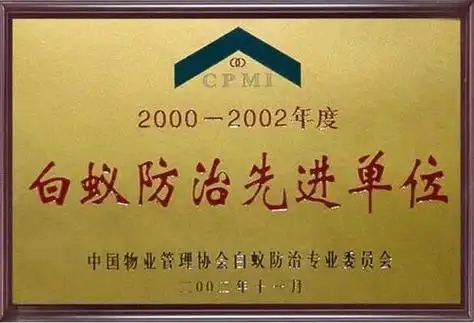 CPMI
2000－2002年度
白蚁防治先进单位
中国物业管理协会白蚁防治专业委员会
二00二年十一月